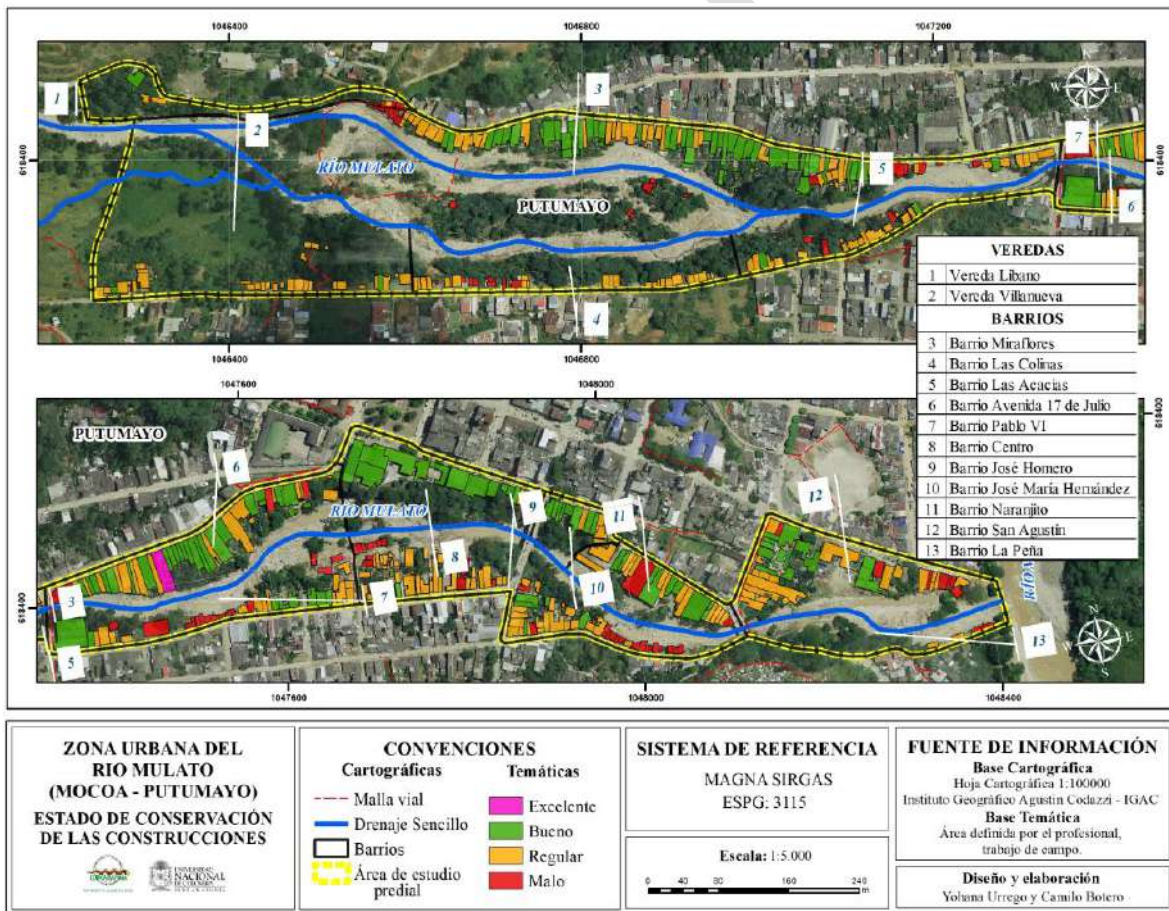 1046400
1046800
1047200
1
2
3
4
5
6
7
618400
618400
RÍO MULATO
PUTUMAYO
W
E
1046400
1046800
VEREDAS
1 Vereda Libano
2 Vereda Villanueva
BARRIOS
3 Barrio Miraflores
4 Barrio Las Colinas
5 Barrio Las Acacias
6 Barrio Avenida 17 de Julio
7 Barrio Pablo VI
8 Barrio Centro
9 Barrio José Homero
10 Barrio José María Hernández
11 Barrio Naranjito
12 Barrio San Agustín
13 Barrio La Peña
1047600
1048000
618400
618400
PUTUMAYO
RÍO MULATO
3
5
6
7
8
9
10
11
12
13
N
W
E
S
1047600
1048000
1048400
ZONA URBANA DEL
RIO MULATO
(MOCOA - PUTUMAYO)
ESTADO DE CONSERVACIÓN
DE LAS CONSTRUCCIONES
UNIVERSIDAD
NACIONAL
DE COLOMBIA
CONVENCIONES
Cartográficas
Malla vial
Drenaje Sencillo
Barrios
Área de estudio
predial
Temáticas
Excelente
Bueno
Regular
Malo
SISTEMA DE REFERENCIA
MAGNA SIRGAS
ESPG: 3115
Escala: 1:5.000
0 40 80 160 240
m
FUENTE DE INFORMACIÓN
Base Cartográfica
Hoja Cartográfica 1:100000
Instituto Geográfico Agustin Codazzi - IGAC
Base Temática
Área definida por el profesional,
trabajo de campo.
Diseño y elaboración
Yohana Urrego y Camilo Botero